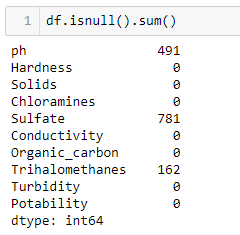 1 df.isnull().sum()
ph 491
Hardness 0
Solids 0
Chloramines 0
Sulfate 781
Conductivity 0
Organic_carbon 0
Trihalomethanes 162
Turbidity 0
Potability 0
dtype: int64